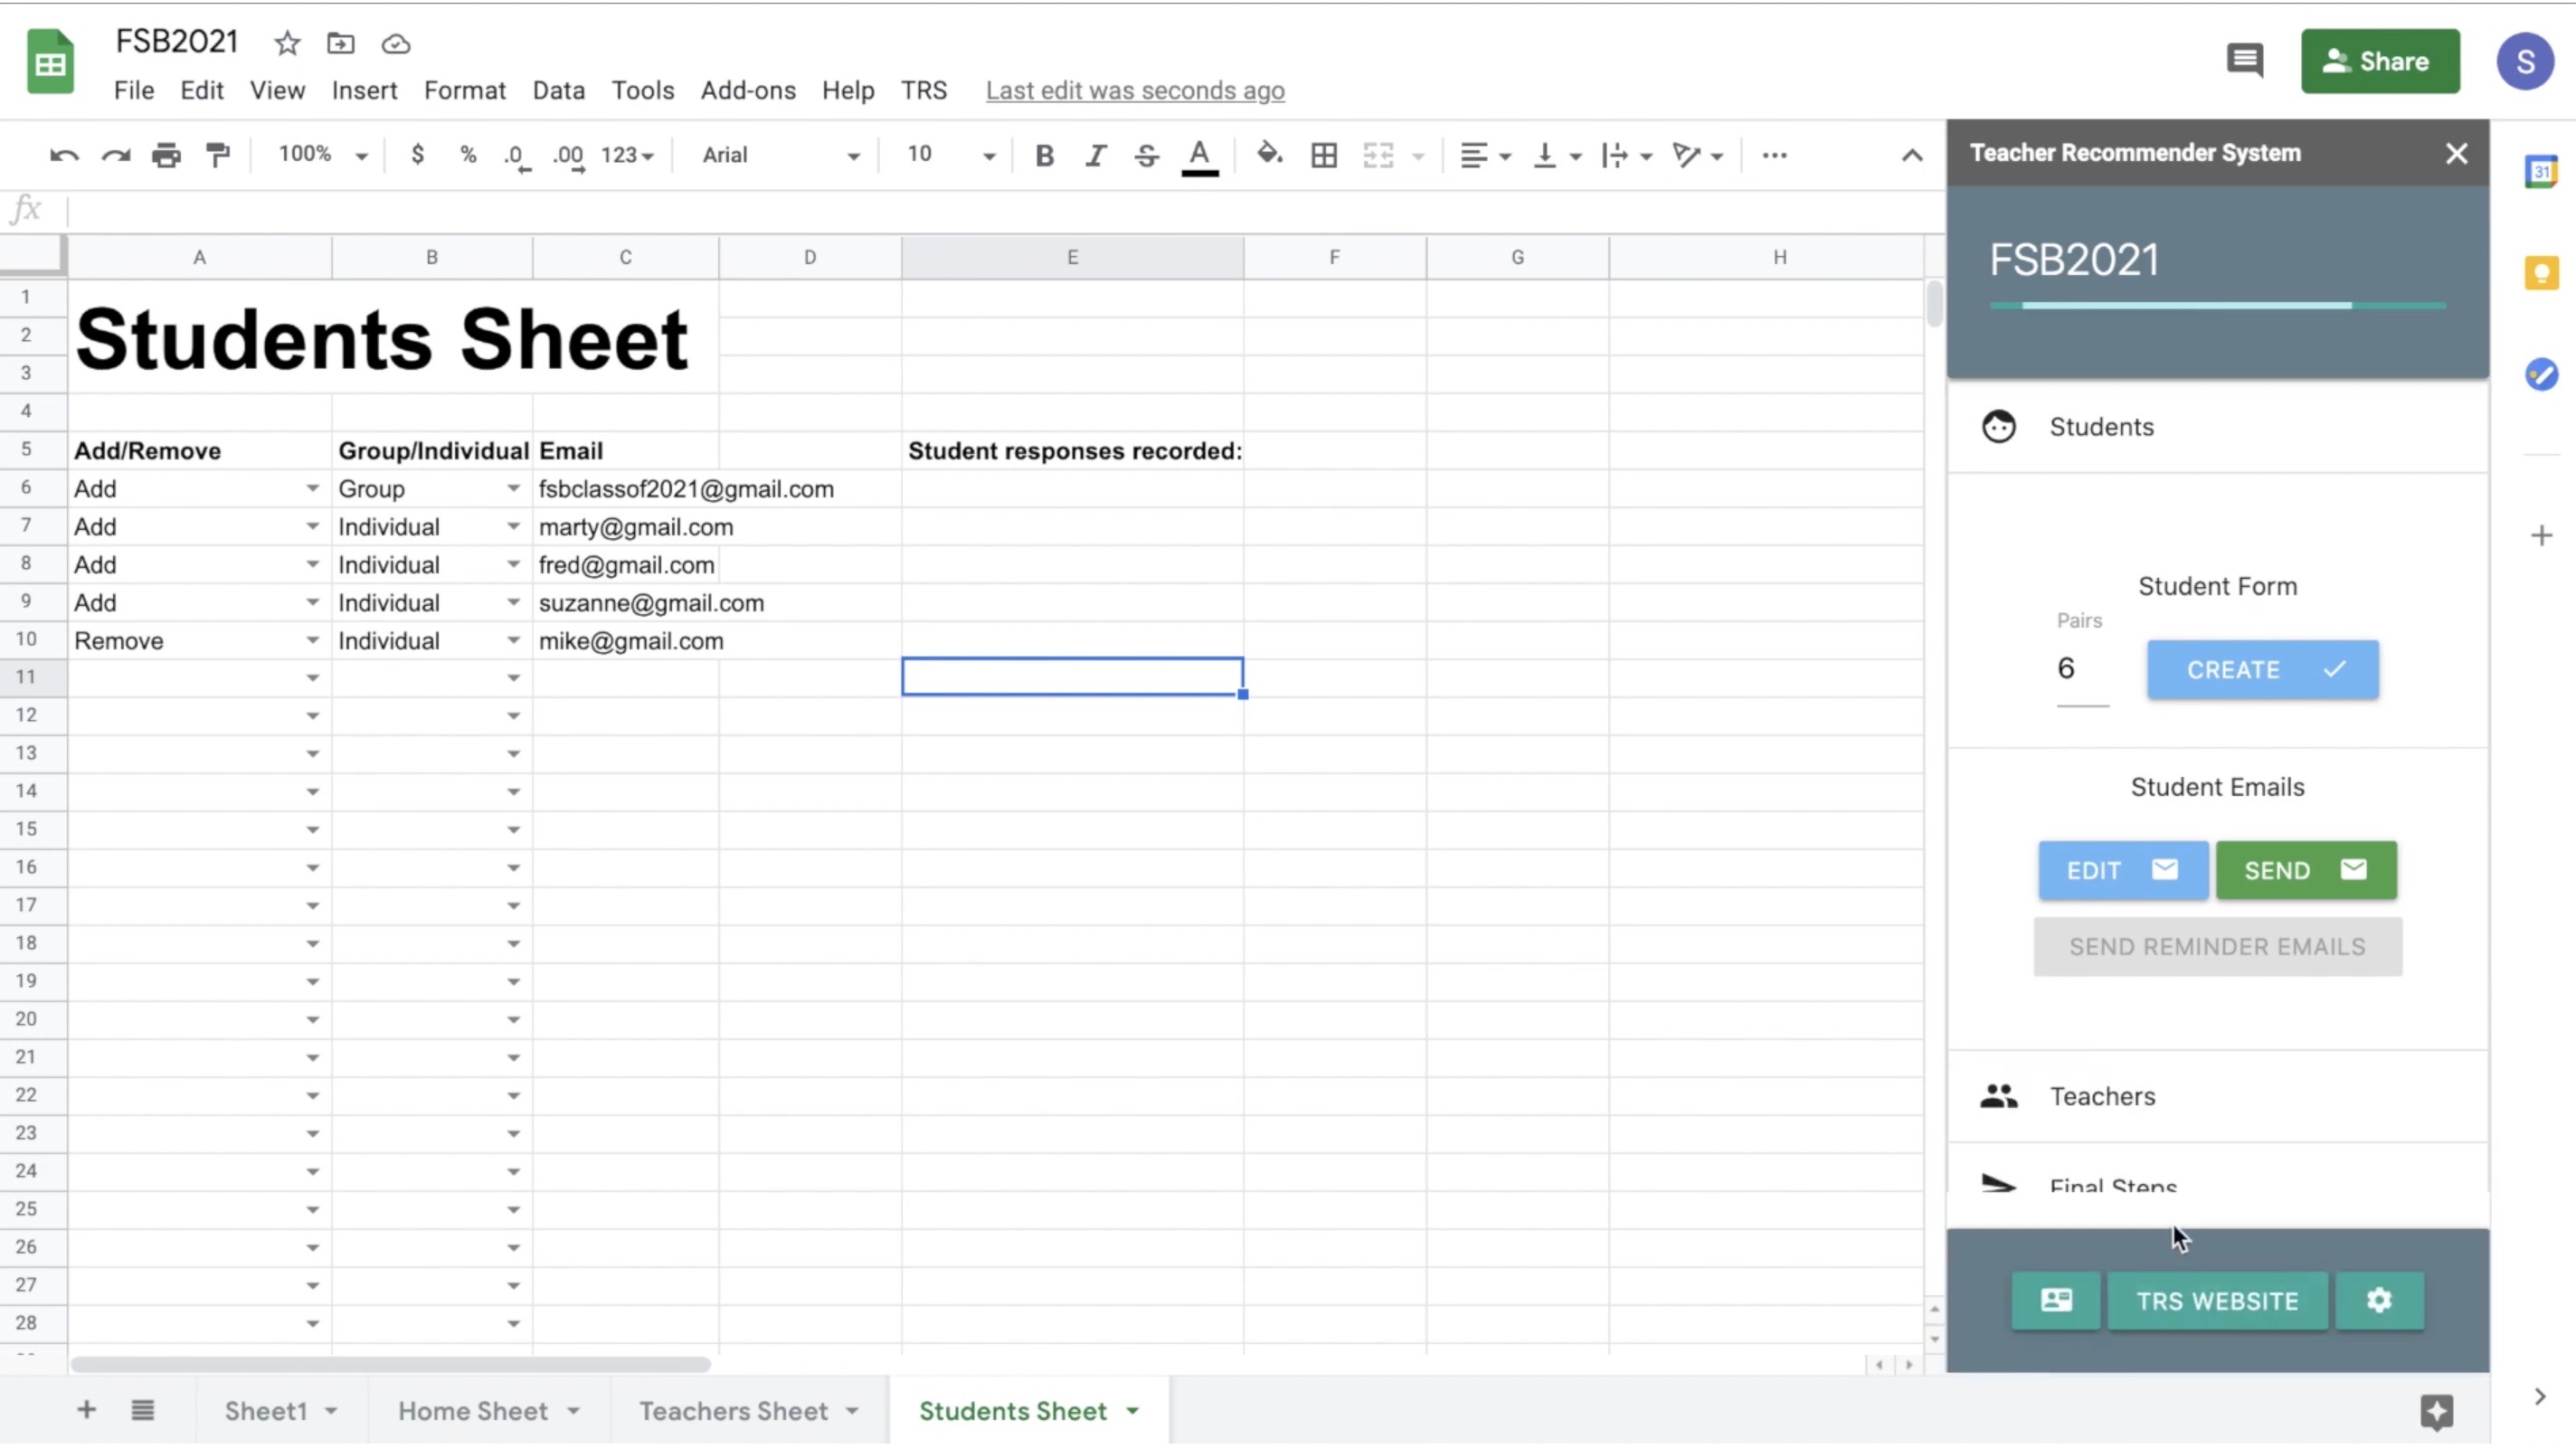 FSB2021
File Edit View Insert Format Data Tools Add-ons Help TRS Last edit was seconds ago
Share
S
100% $ % .0 .00 123 Arial 10 B I S A
fx
A B C D E F G H
1
2
3
Students Sheet
4
5 Add/Remove Group/Individual Email Student responses recorded:
6 Add Group fsbclassof2021@gmail.com
7 Add Individual marty@gmail.com
8 Add Individual fred@gmail.com
9 Add Individual suzanne@gmail.com
10 Remove Individual mike@gmail.com
11
12
13
14
15
16
17
18
19
20
21
22
23
24
25
26
27
28
Sheet1 Home Sheet Teachers Sheet Students Sheet
Teacher Recommender System
FSB2021
Students
Student Form
Pairs
6 CREATE
Student Emails
EDIT SEND
SEND REMINDER EMAILS
Teachers
Final Steps
TRS WEBSITE
31